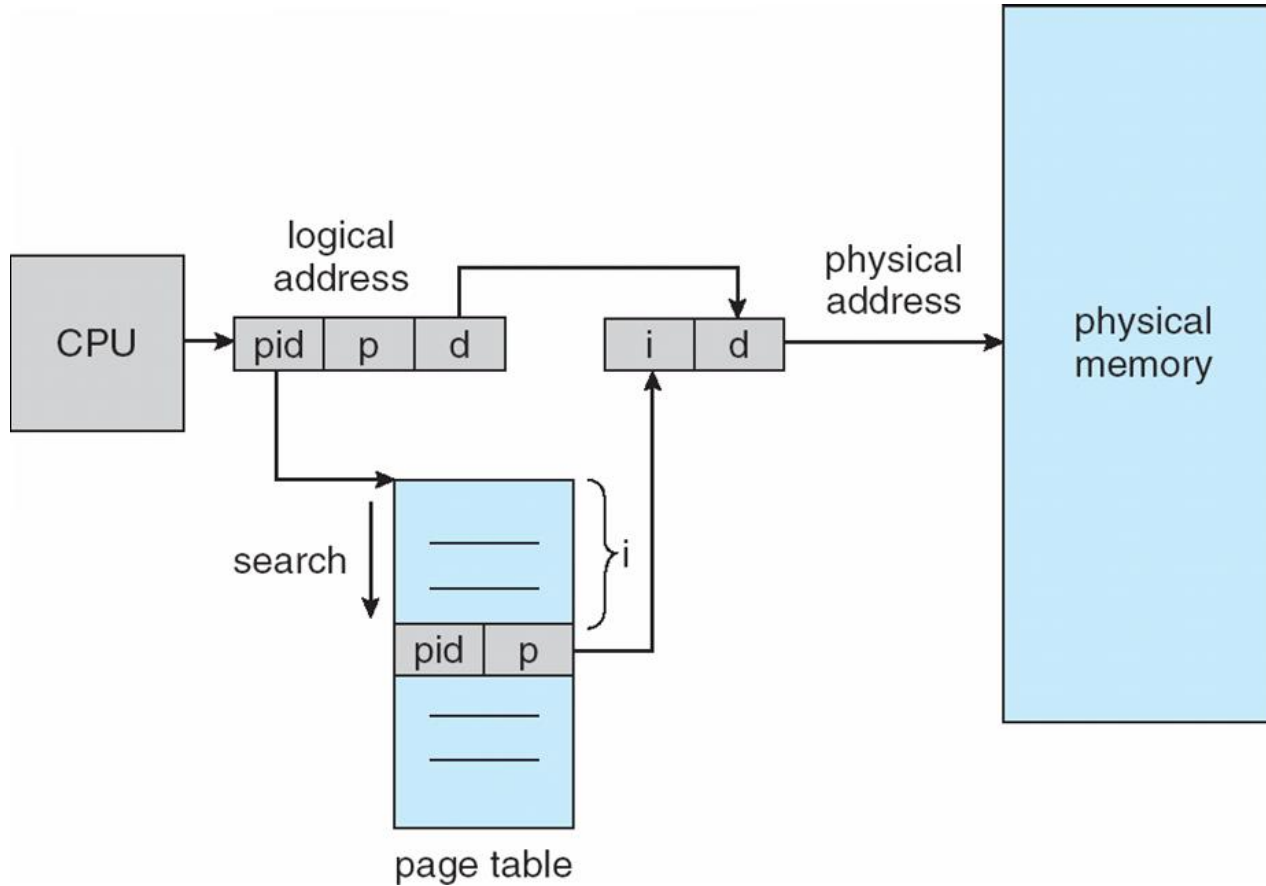 logical
address
physical
address
CPU
pid
p
d
i
d
physical
memory
search
i
pid
p
page table